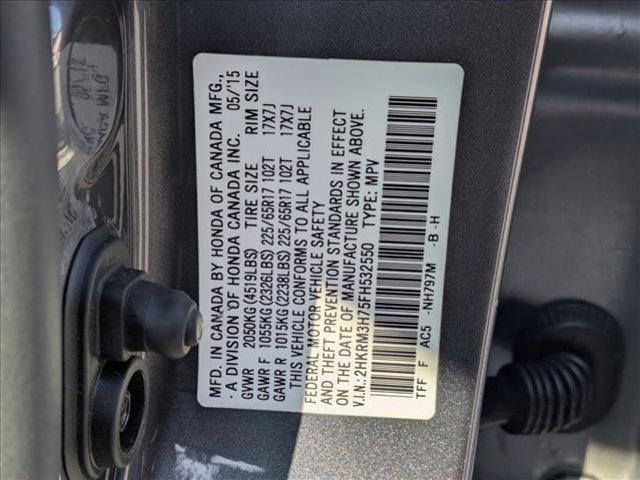 MFD. IN CANADA BY HONDA OF CANADA MFG.,
· A DIVISION OF HONDA CANADA INC. 05/'15
GVWR 2050KG(4519LBS) TIRE SIZE RIM SIZE
GAWR F 1055KG(2326LBS) 225/65R17 102T 17X7J
GAWR R 1015KG(2238LBS) 225/65R17 102T 17X7J
THIS VEHICLE CONFORMS TO ALL APPLICABLE
FEDERAL MOTOR VEHICLE SAFETY
AND THEFT PREVENTION STANDARDS IN EFFECT
ON THE DATE OF MANUFACTURE SHOWN ABOVE.
V.I.N.: 2HKRM3H75FH532550 TYPE: MPV
TFF F AC5 -NH797M -B -H